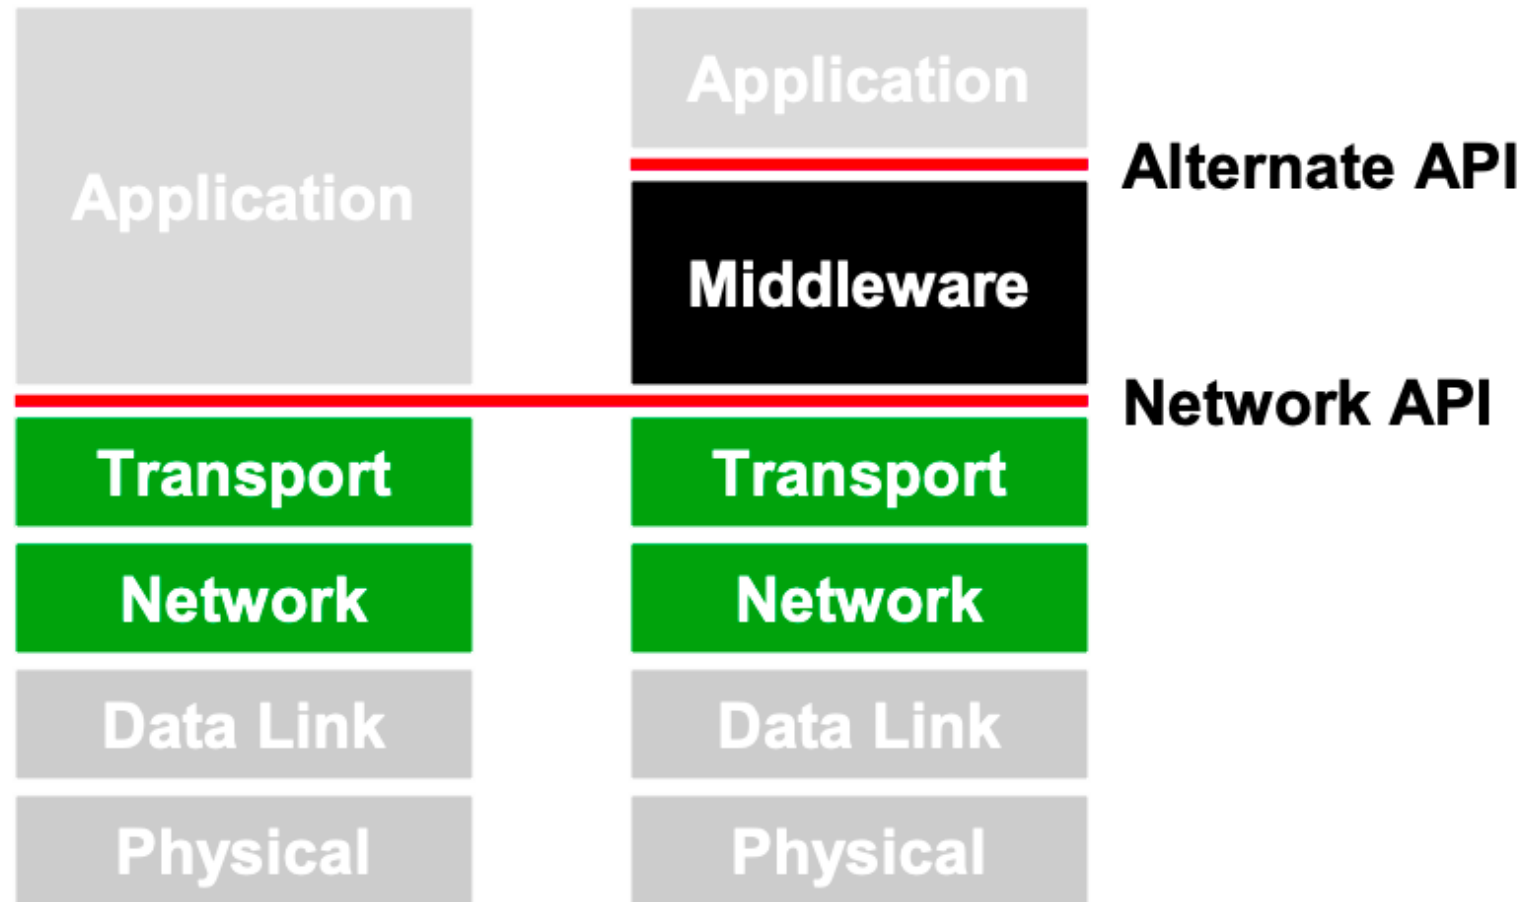 Application
Application
Alternate API
Middleware
Network API
Transport
Transport
Network
Network
Data Link
Data Link
Physical
Physical